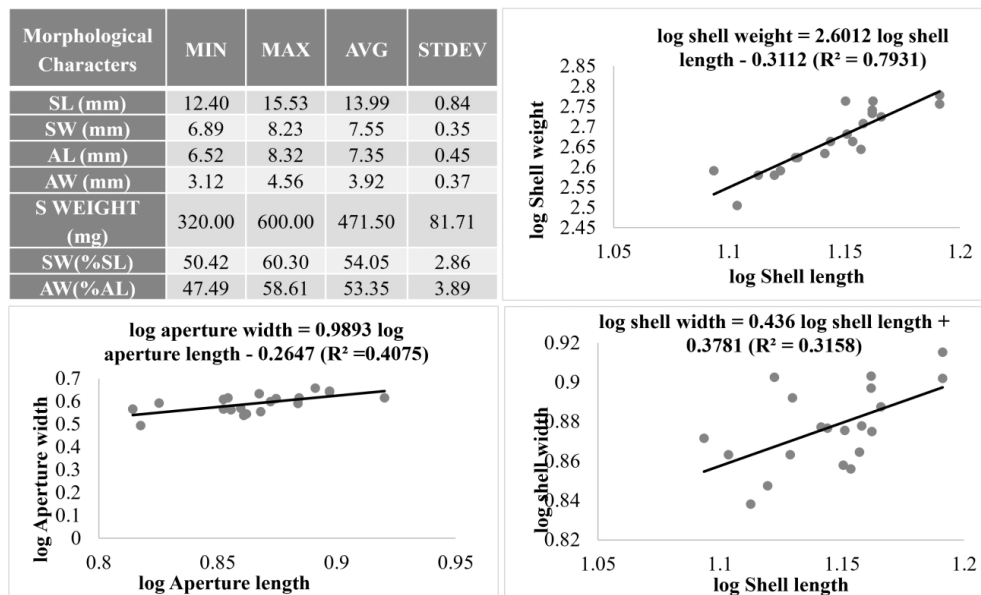 Morphological Characters MIN MAX AVG STDEV
SL (mm) 12.40 15.53 13.99 0.84
SW (mm) 6.89 8.23 7.55 0.35
AL (mm) 6.52 8.32 7.35 0.45
AW (mm) 3.12 4.56 3.92 0.37
S WEIGHT (mg) 320.00 600.00 471.50 81.71
SW(%SL) 50.42 60.30 54.05 2.86
AW(%AL) 47.49 58.61 53.35 3.89
log shell weight = 2.6012 log shell
length - 0.3112 (R² = 0.7931)
log Shell weight
2.85
2.8
2.75
2.7
2.65
2.6
2.55
2.5
2.45
1.05 1.1 1.15 1.2
log Shell length
log aperture width = 0.9893 log
aperture length - 0.2647 (R² =0.4075)
log Aperture width
0.7
0.6
0.5
0.4
0.3
0.2
0.1
0
0.8 0.85 0.9 0.95
log Aperture length
log shell width = 0.436 log shell length +
0.3781 (R² = 0.3158)
log shell width
0.92
0.9
0.88
0.86
0.84
0.82
1.05 1.1 1.15 1.2
log Shell length